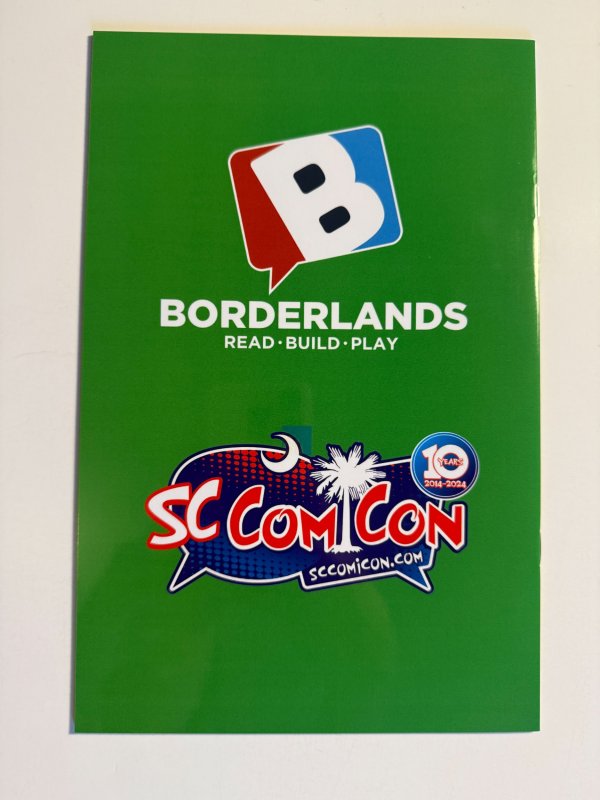 B
BORDERLANDS
READ · BUILD · PLAY
10
YEARS
2014-2024
SC COMICON
SCCOMICON.COM